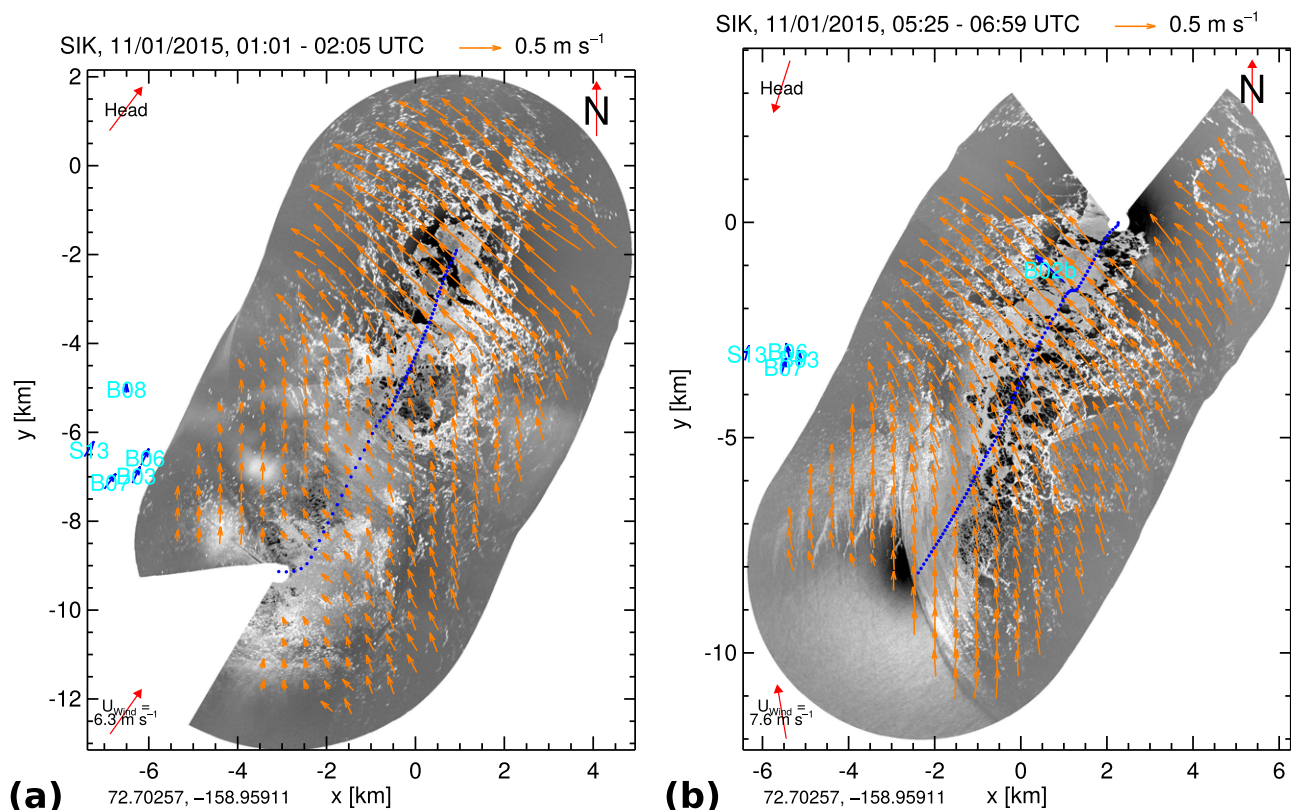 SIK, 11/01/2015, 01:01 - 02:05 UTC
0.5 m s⁻¹
Head
N
2
0
-2
-4
-6
-8
-10
-12
y [km]
B08
S13
B06
B03
B07
U_Wind =
6.3 m s⁻¹
-6
-4
-2
0
2
4
(a)
72.70257, −158.95911
x [km]
SIK, 11/01/2015, 05:25 - 06:59 UTC
0.5 m s⁻¹
Head
N
0
-5
-10
y [km]
B02b
S13
B06
B03
B07
U_Wind =
7.6 m s⁻¹
-6
-4
-2
0
2
4
6
(b)
72.70257, −158.95911
x [km]